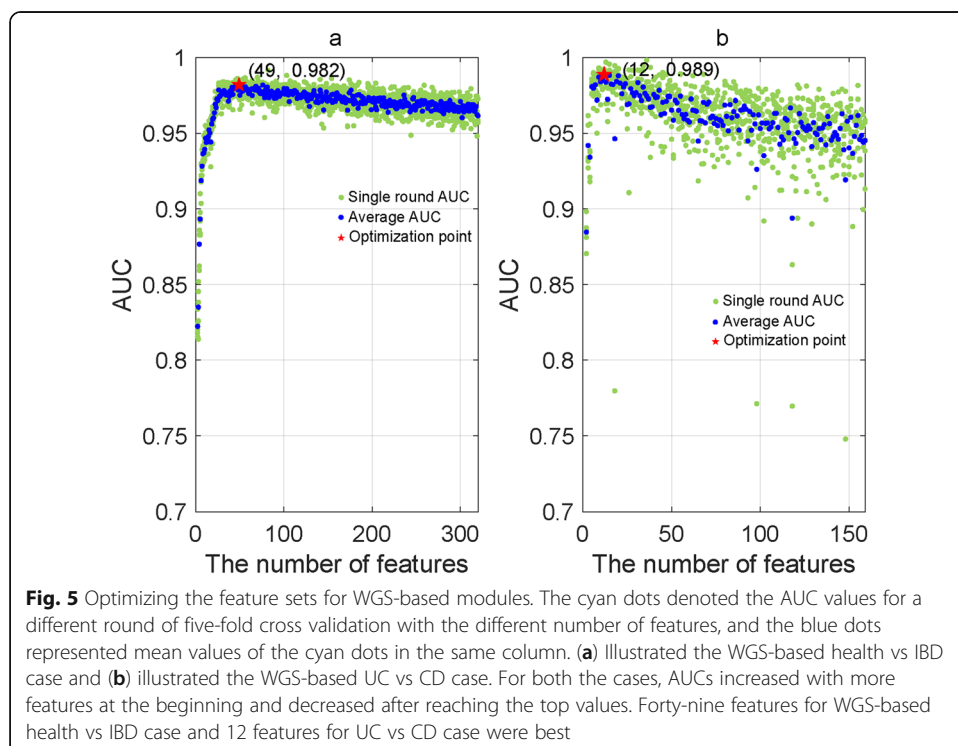 a
(49, 0.982)
1
0.95
0.9
0.85
0.8
0.75
0.7
AUC
Single round AUC
Average AUC
Optimization point
0
100
200
300
The number of features
b
(12, 0.989)
1
0.95
0.9
0.85
0.8
0.75
0.7
AUC
Single round AUC
Average AUC
Optimization point
0
50
100
150
The number of features
Fig. 5 Optimizing the feature sets for WGS-based modules. The cyan dots denoted the AUC values for a
different round of five-fold cross validation with the different number of features, and the blue dots
represented mean values of the cyan dots in the same column. (a) Illustrated the WGS-based health vs IBD
case and (b) illustrated the WGS-based UC vs CD case. For both the cases, AUCs increased with more
features at the beginning and decreased after reaching the top values. Forty-nine features for WGS-based
health vs IBD case and 12 features for UC vs CD case were best